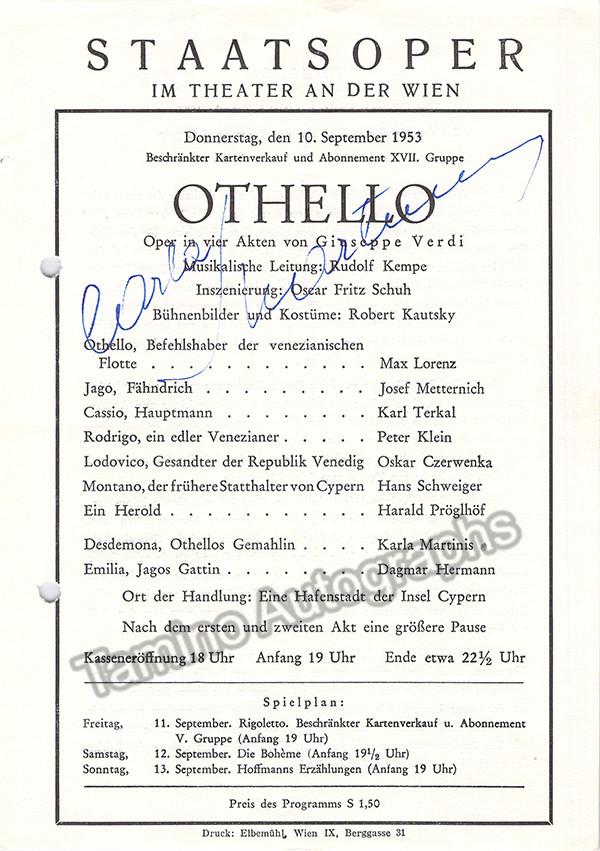 STAATSOPER
IM THEATER AN DER WIEN
Donnerstag, den 10. September 1953
Beschränkter Kartenverkauf und Abonnement XVII. Gruppe
OTHELLO
Oper in vier Akten von Giuseppe Verdi
Musikalische Leitung: Rudolf Kempe
Inszenierung: Oscar Fritz Schuh
Bühnenbilder und Kostüme: Robert Kautsky
Carla Martinis
Othello, Befehlshaber der venezianischen
Flotte . . . . . . . . . . . Max Lorenz
Jago, Fähndrich . . . . . . . . Josef Metternich
Cassio, Hauptmann . . . . . . . Karl Terkal
Rodrigo, ein edler Venezianer . . . . . Peter Klein
Lodovico, Gesandter der Republik Venedig Oskar Czerwenka
Montano, der frühere Statthalter von Cypern Hans Schweiger
Ein Herold . . . . . . . . . Harald Pröglhöf
Desdemona, Othellos Gemahlin . . . . Karla Martinis
Emilia, Jagos Gattin . . . . . . . Dagmar Hermann
Ort der Handlung: Eine Hafenstadt der Insel Cypern
Nach dem ersten und zweiten Akt eine größere Pause
Kasseneröffnung 18 Uhr Anfang 19 Uhr Ende etwa 22½ Uhr
Tamino Autographs
Spielplan:
Freitag, 11. September. Rigoletto. Beschränkter Kartenverkauf u. Abonnement
V. Gruppe (Anfang 19 Uhr)
Samstag, 12. September. Die Bohème (Anfang 19½ Uhr)
Sonntag, 13. September. Hoffmanns Erzählungen (Anfang 19 Uhr)
Preis des Programms S 1,50
Druck: Elbemühl, Wien IX, Berggasse 31